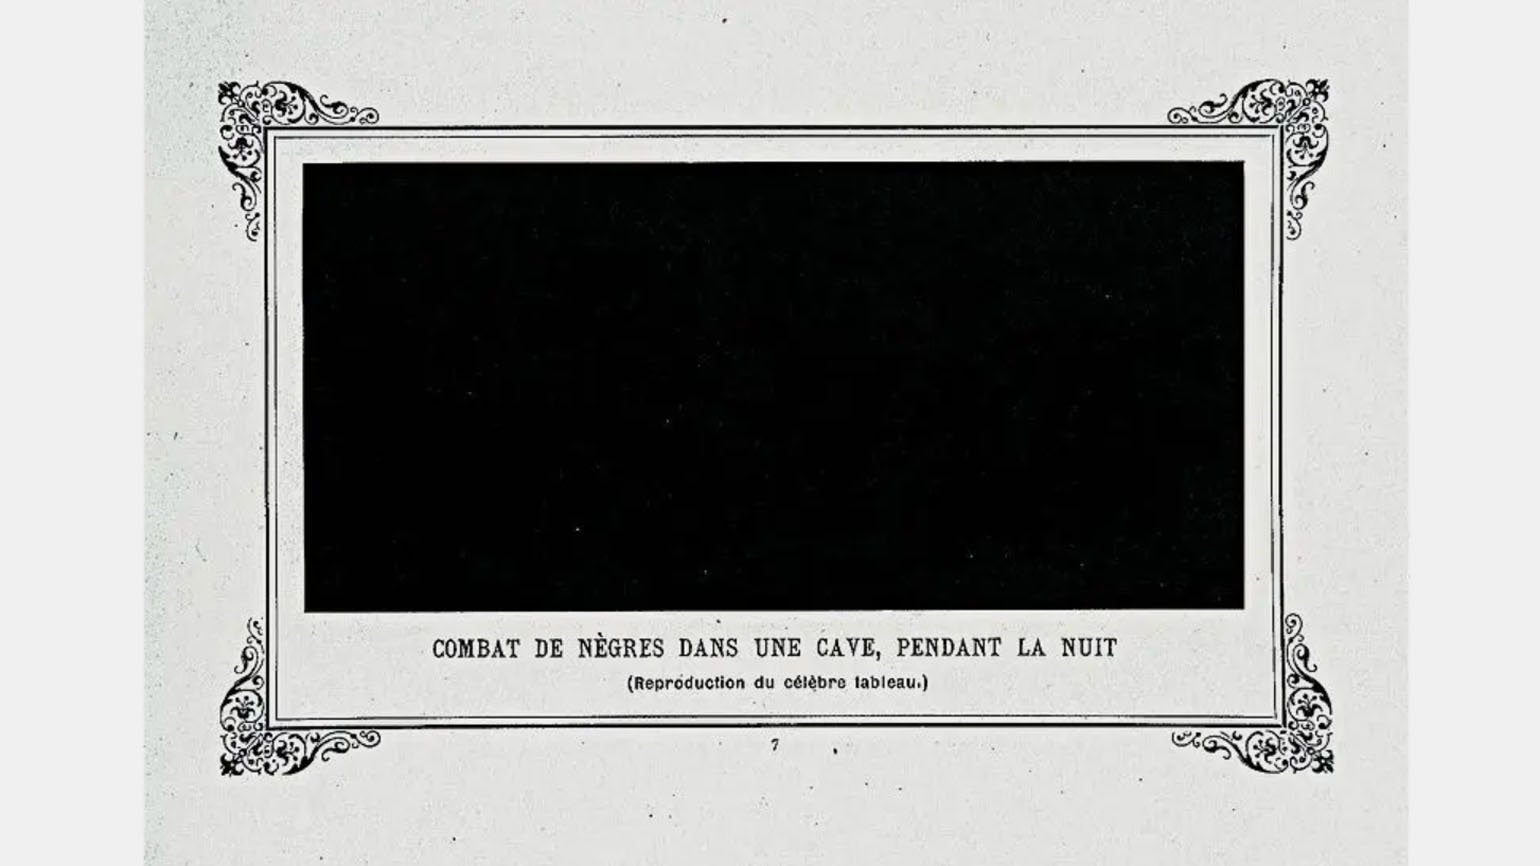 COMBAT DE NÈGRES DANS UNE CAVE, PENDANT LA NUIT
(Reproduction du célèbre tableau.)
7